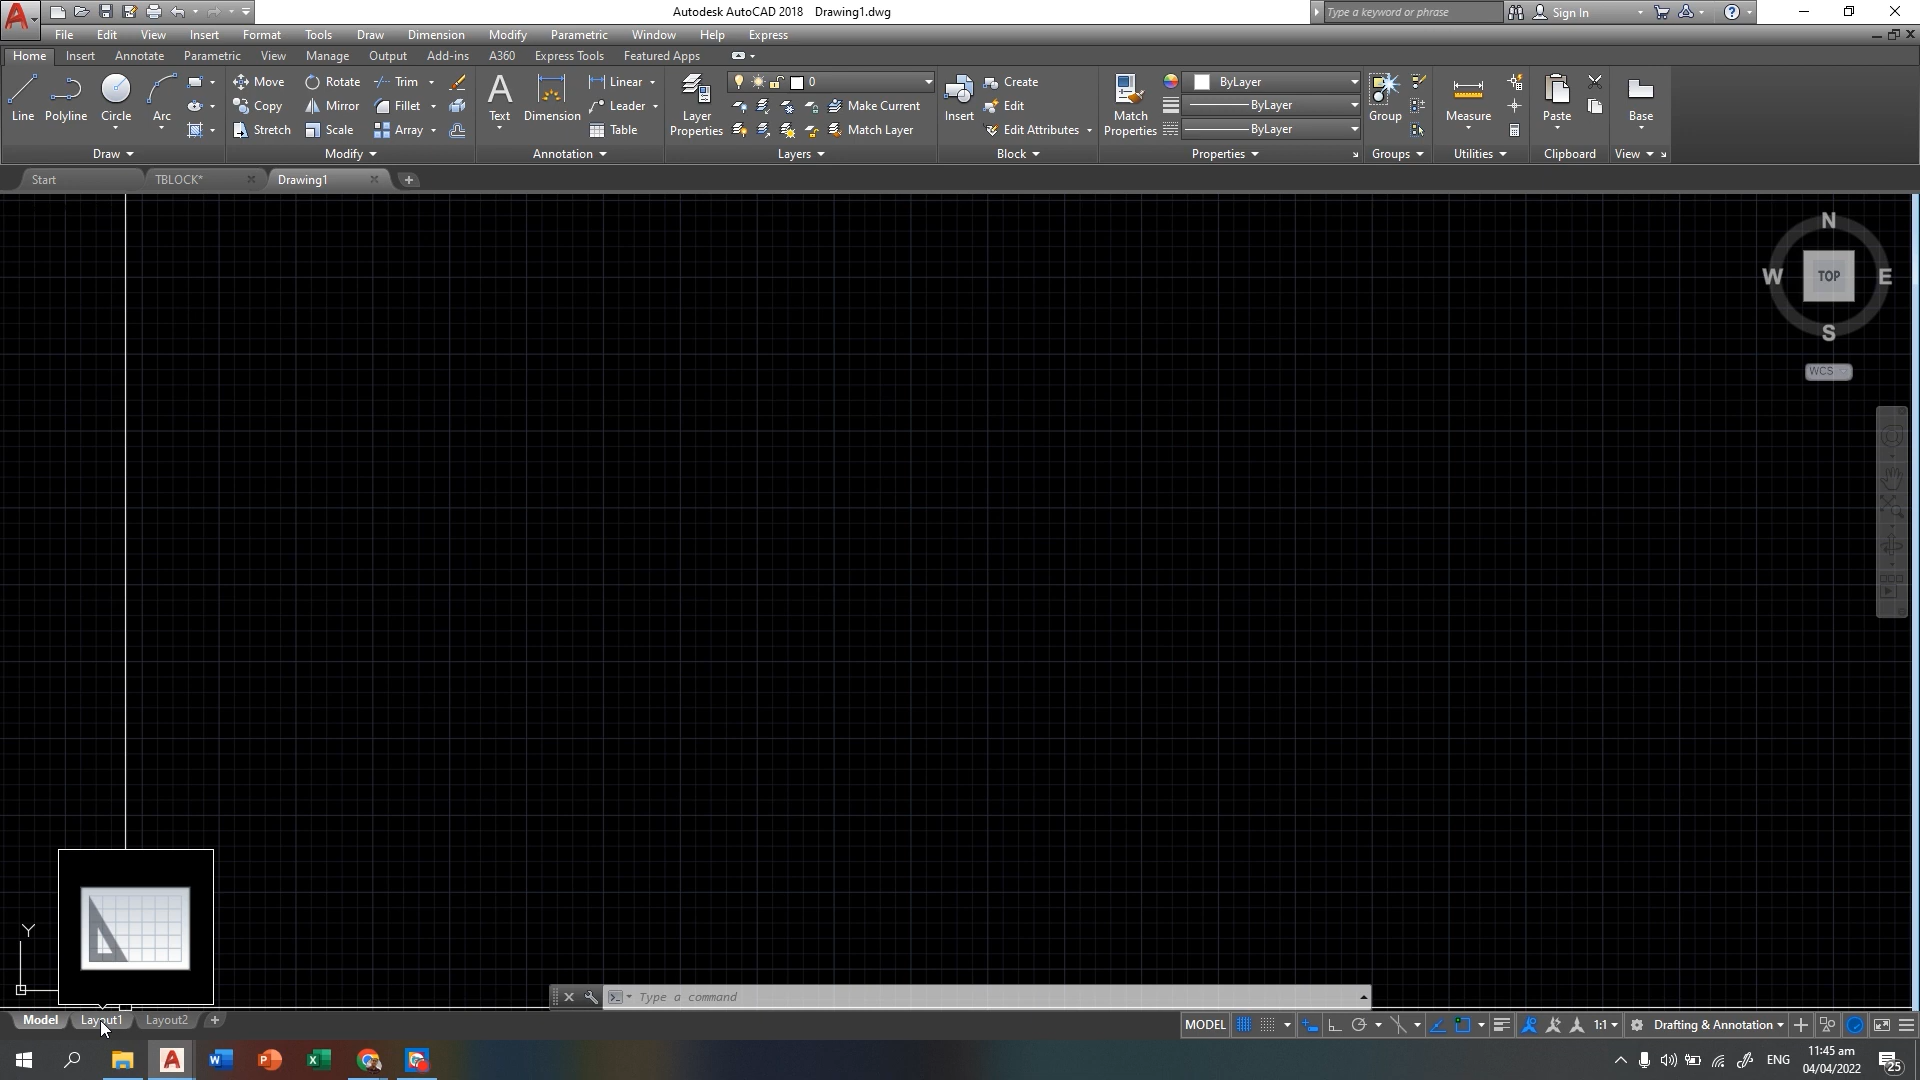 Autodesk AutoCAD 2018 Drawing1.dwg
Type a keyword or phrase
Sign In
File Edit View Insert Format Tools Draw Dimension Modify Parametric Window Help Express
Home Insert Annotate Parametric View Manage Output Add-ins A360 Express Tools Featured Apps
Line Polyline Circle Arc
Move Rotate Trim
Copy Mirror Fillet
Stretch Scale Array
Text Dimension
Linear
Leader
Table
Layer Properties
0
Make Current
Match Layer
Insert
Create
Edit
Edit Attributes
Match Properties
ByLayer
ByLayer
ByLayer
Group
Measure
Paste
Base
Draw Modify Annotation Layers Block Properties Groups Utilities Clipboard View
Start TBLOCK* Drawing1
N
W TOP E
S
WCS
Y
Type a command
Model Layout1 Layout2
MODEL 1:1 Drafting & Annotation
ENG
11:45 am
04/04/2022
25